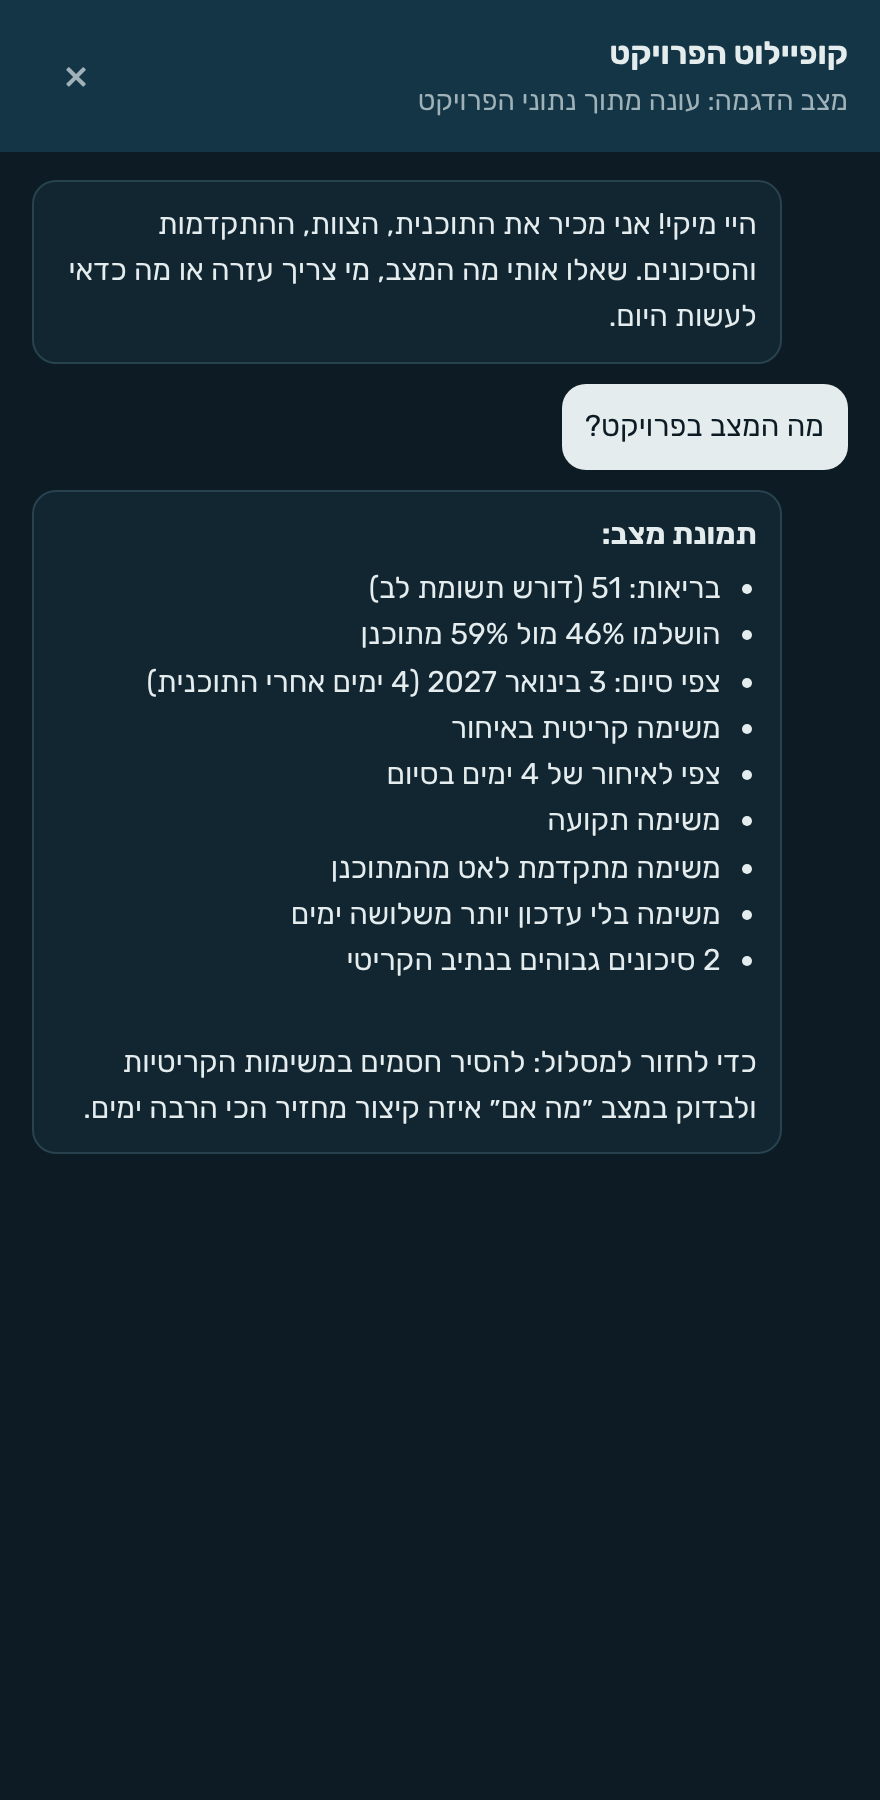 קופיילוט הפרויקט
מצב הדגמה: עונה מתוך נתוני הפרויקט
×
היי מיקי! אני מכיר את התוכנית, הצוות, ההתקדמות
והסיכונים. שאלו אותי מה המצב, מי צריך עזרה או מה כדאי
לעשות היום.
מה המצב בפרויקט?
תמונת מצב:
• בריאות: 51 (דורש תשומת לב)
• הושלמו 46% מול 59% מתוכנן
• צפי סיום: 3 בינואר 2027 (4 ימים אחרי התוכנית)
• משימה קריטית באיחור
• צפי לאיחור של 4 ימים בסיום
• משימה תקועה
• משימה מתקדמת לאט מהמתוכנן
• משימה בלי עדכון יותר משלושה ימים
• 2 סיכונים גבוהים בנתיב הקריטי
כדי לחזור למסלול: להסיר חסמים במשימות הקריטיות
ולבדוק במצב ״מה אם״ איזה קיצור מחזיר הכי הרבה ימים.